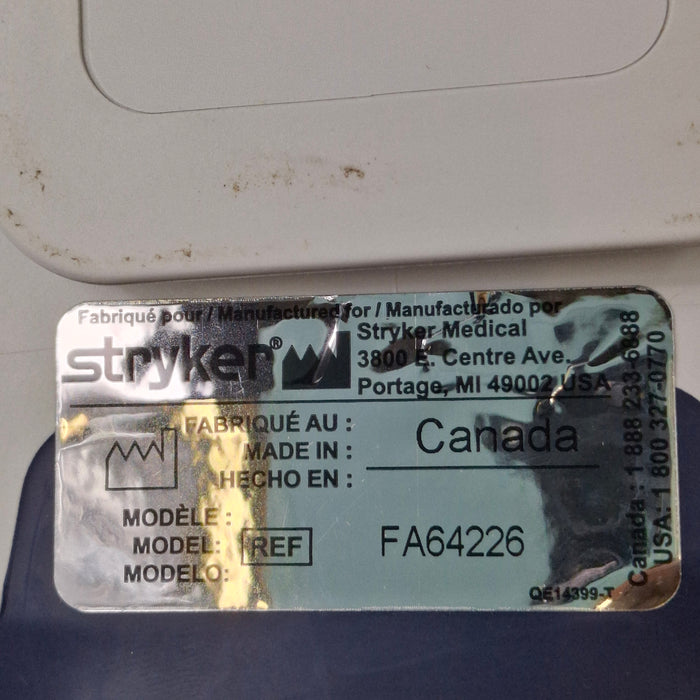 Fabriqué pour / Manufactured for / Manufacturado por
stryker®
Stryker Medical
3800 E. Centre Ave.
Portage, MI 49002 USA
FABRIQUÉ AU :
MADE IN :
HECHO EN :
Canada
MODÈLE :
MODEL:
MODELO:
REF
FA64226
QE14399-T
Canada : 1 888 233-6888
USA: 1 800 327-0770